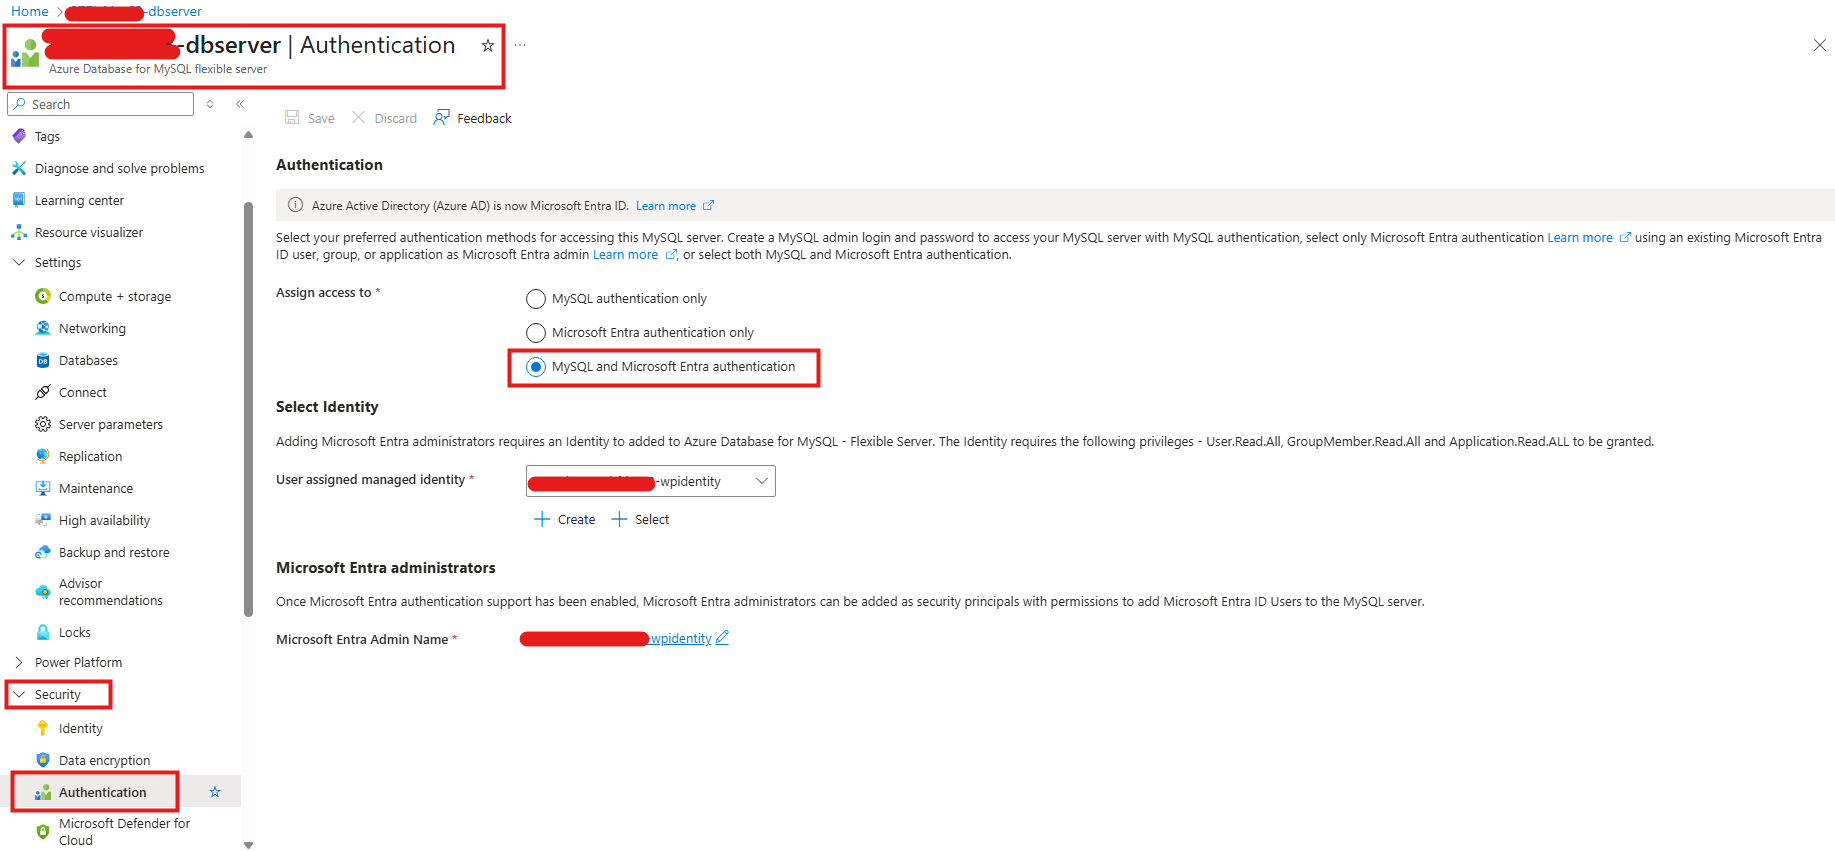 Home > -dbserver
-dbserver | Authentication
Azure Database for MySQL flexible server
Search
Tags
Diagnose and solve problems
Learning center
Resource visualizer
Settings
Compute + storage
Networking
Databases
Connect
Server parameters
Replication
Maintenance
High availability
Backup and restore
Advisor
recommendations
Locks
Power Platform
Security
Identity
Data encryption
Authentication
Microsoft Defender for
Cloud
Save Discard Feedback
Authentication
Azure Active Directory (Azure AD) is now Microsoft Entra ID. Learn more
Select your preferred authentication methods for accessing this MySQL server. Create a MySQL admin login and password to access your MySQL server with MySQL authentication, select only Microsoft Entra authentication Learn more using an existing Microsoft Entra
ID user, group, or application as Microsoft Entra admin Learn more , or select both MySQL and Microsoft Entra authentication.
Assign access to *
MySQL authentication only
Microsoft Entra authentication only
MySQL and Microsoft Entra authentication
Select Identity
Adding Microsoft Entra administrators requires an Identity to added to Azure Database for MySQL - Flexible Server. The Identity requires the following privileges - User.Read.All, GroupMember.Read.All and Application.Read.ALL to be granted.
User assigned managed identity *
-wpidentity
Create Select
Microsoft Entra administrators
Once Microsoft Entra authentication support has been enabled, Microsoft Entra administrators can be added as security principals with permissions to add Microsoft Entra ID Users to the MySQL server.
Microsoft Entra Admin Name *
-wpidentity